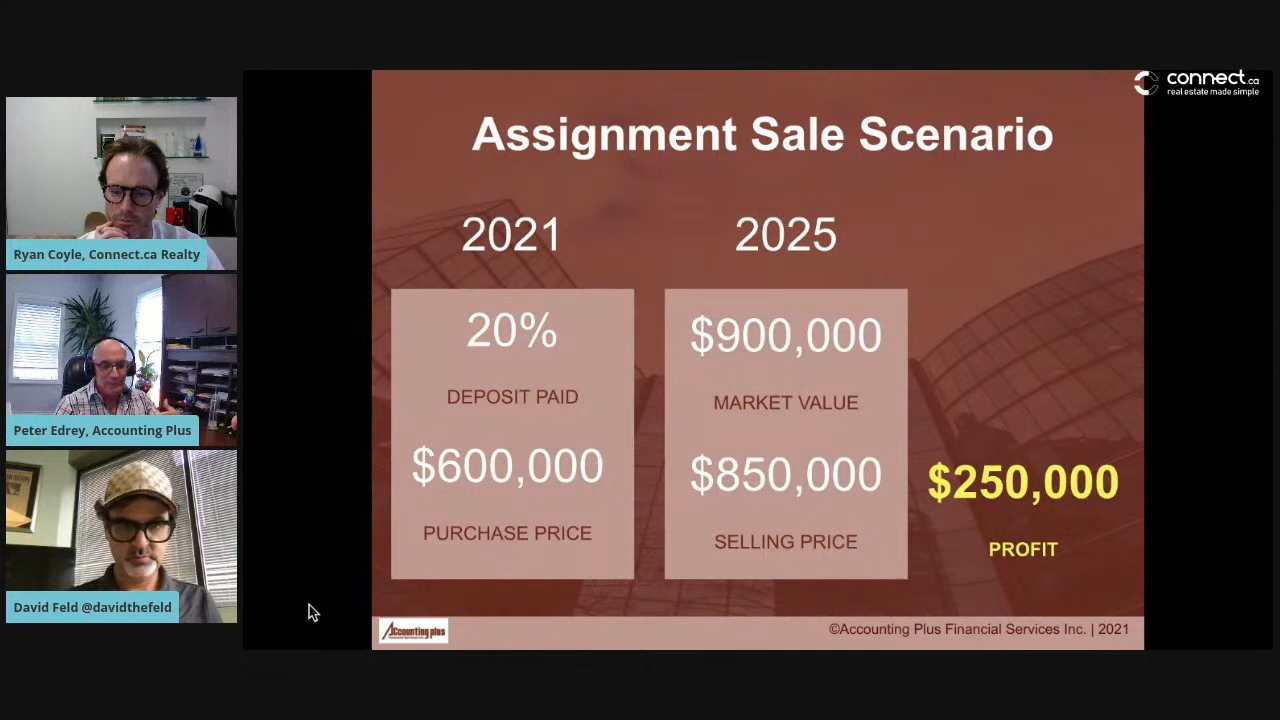 connect.ca
real estate made simple
Assignment Sale Scenario
2021
2025
20%
DEPOSIT PAID
$600,000
PURCHASE PRICE
$900,000
MARKET VALUE
$850,000
SELLING PRICE
$250,000
PROFIT
Ryan Coyle, Connect.ca Realty
Peter Edrey, Accounting Plus
David Feld @davidthefeld
Accounting plus
©Accounting Plus Financial Services Inc. | 2021